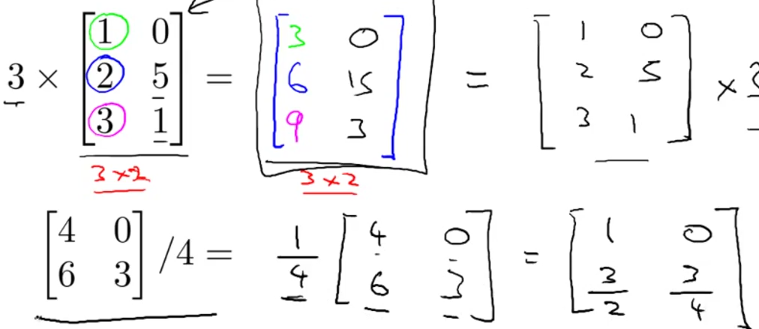 3 × [1 0 = [3 0 = [1 0
2 5 6 15 2 5
3 1] 9 3] 3 1] ×
3×2 3×2
[4 0 /4 = 1/4 [4 0 = [1 0
6 3] 6 3] 3/2 3/4]